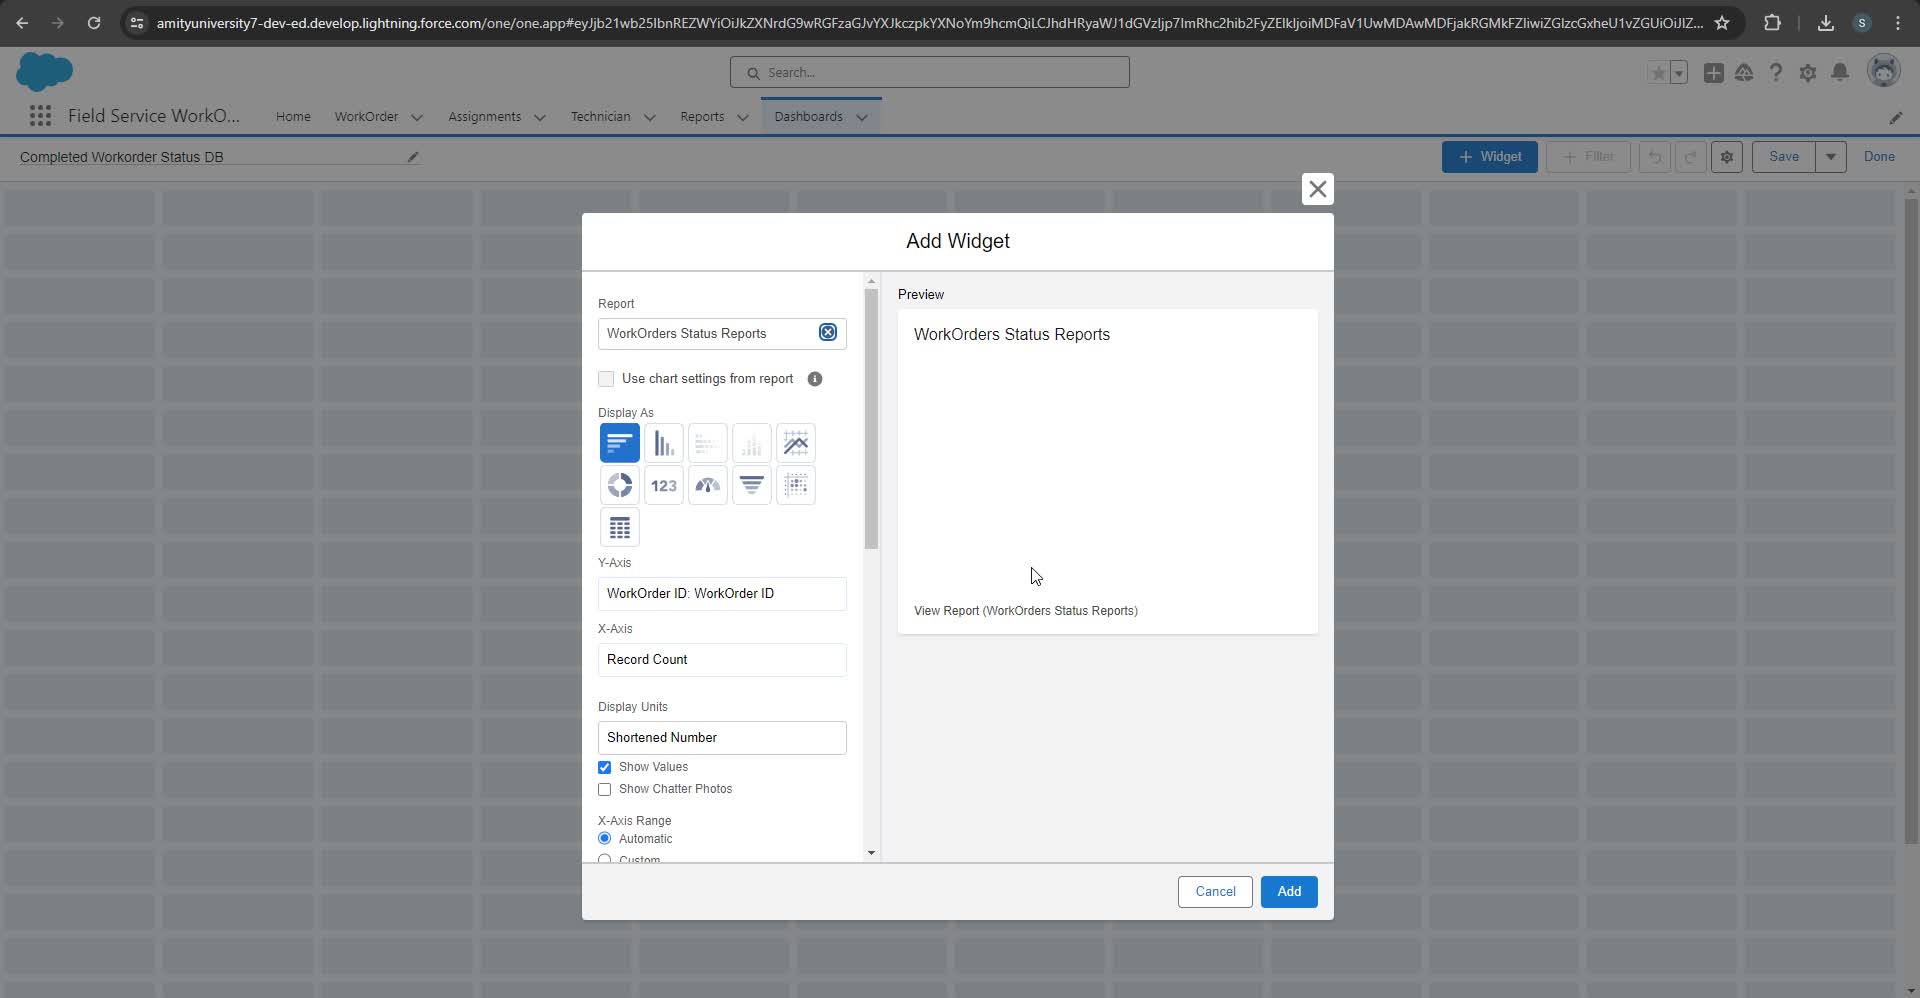 amityuniversity7-dev-ed.develop.lightning.force.com/one/one.app#eyJjb21wb25lbnREZWYiOiJkZXNrdG9wRGFzaGJvYXJkczpkYXNoYm9hcmQiLCJhdHRyaWJ1dGVzIjp7ImRhc2hib2FyZElkIjoiMDFaV1UwMDAwMDFjakRGMkFZIiwiZGlzcGxheU1vZGUiOiJIZ...
S
Search...
Field Service WorkO...
Home
WorkOrder
Assignments
Technician
Reports
Dashboards
Completed Workorder Status DB
+ Widget
+ Filter
Save
Done
Add Widget
Report
WorkOrders Status Reports
Use chart settings from report
Display As
123
Y-Axis
WorkOrder ID: WorkOrder ID
X-Axis
Record Count
Display Units
Shortened Number
Show Values
Show Chatter Photos
X-Axis Range
Automatic
Custom
Preview
WorkOrders Status Reports
View Report (WorkOrders Status Reports)
Cancel
Add